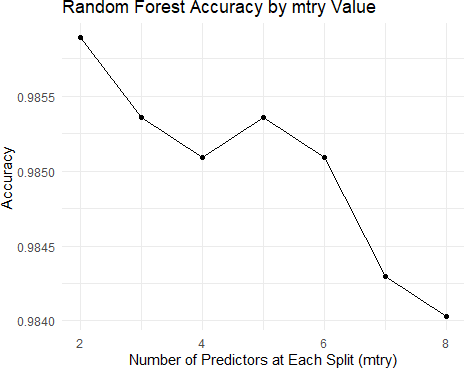 Random Forest Accuracy by mtry Value
Accuracy
0.9855
0.9850
0.9845
0.9840
2 4 6 8
Number of Predictors at Each Split (mtry)